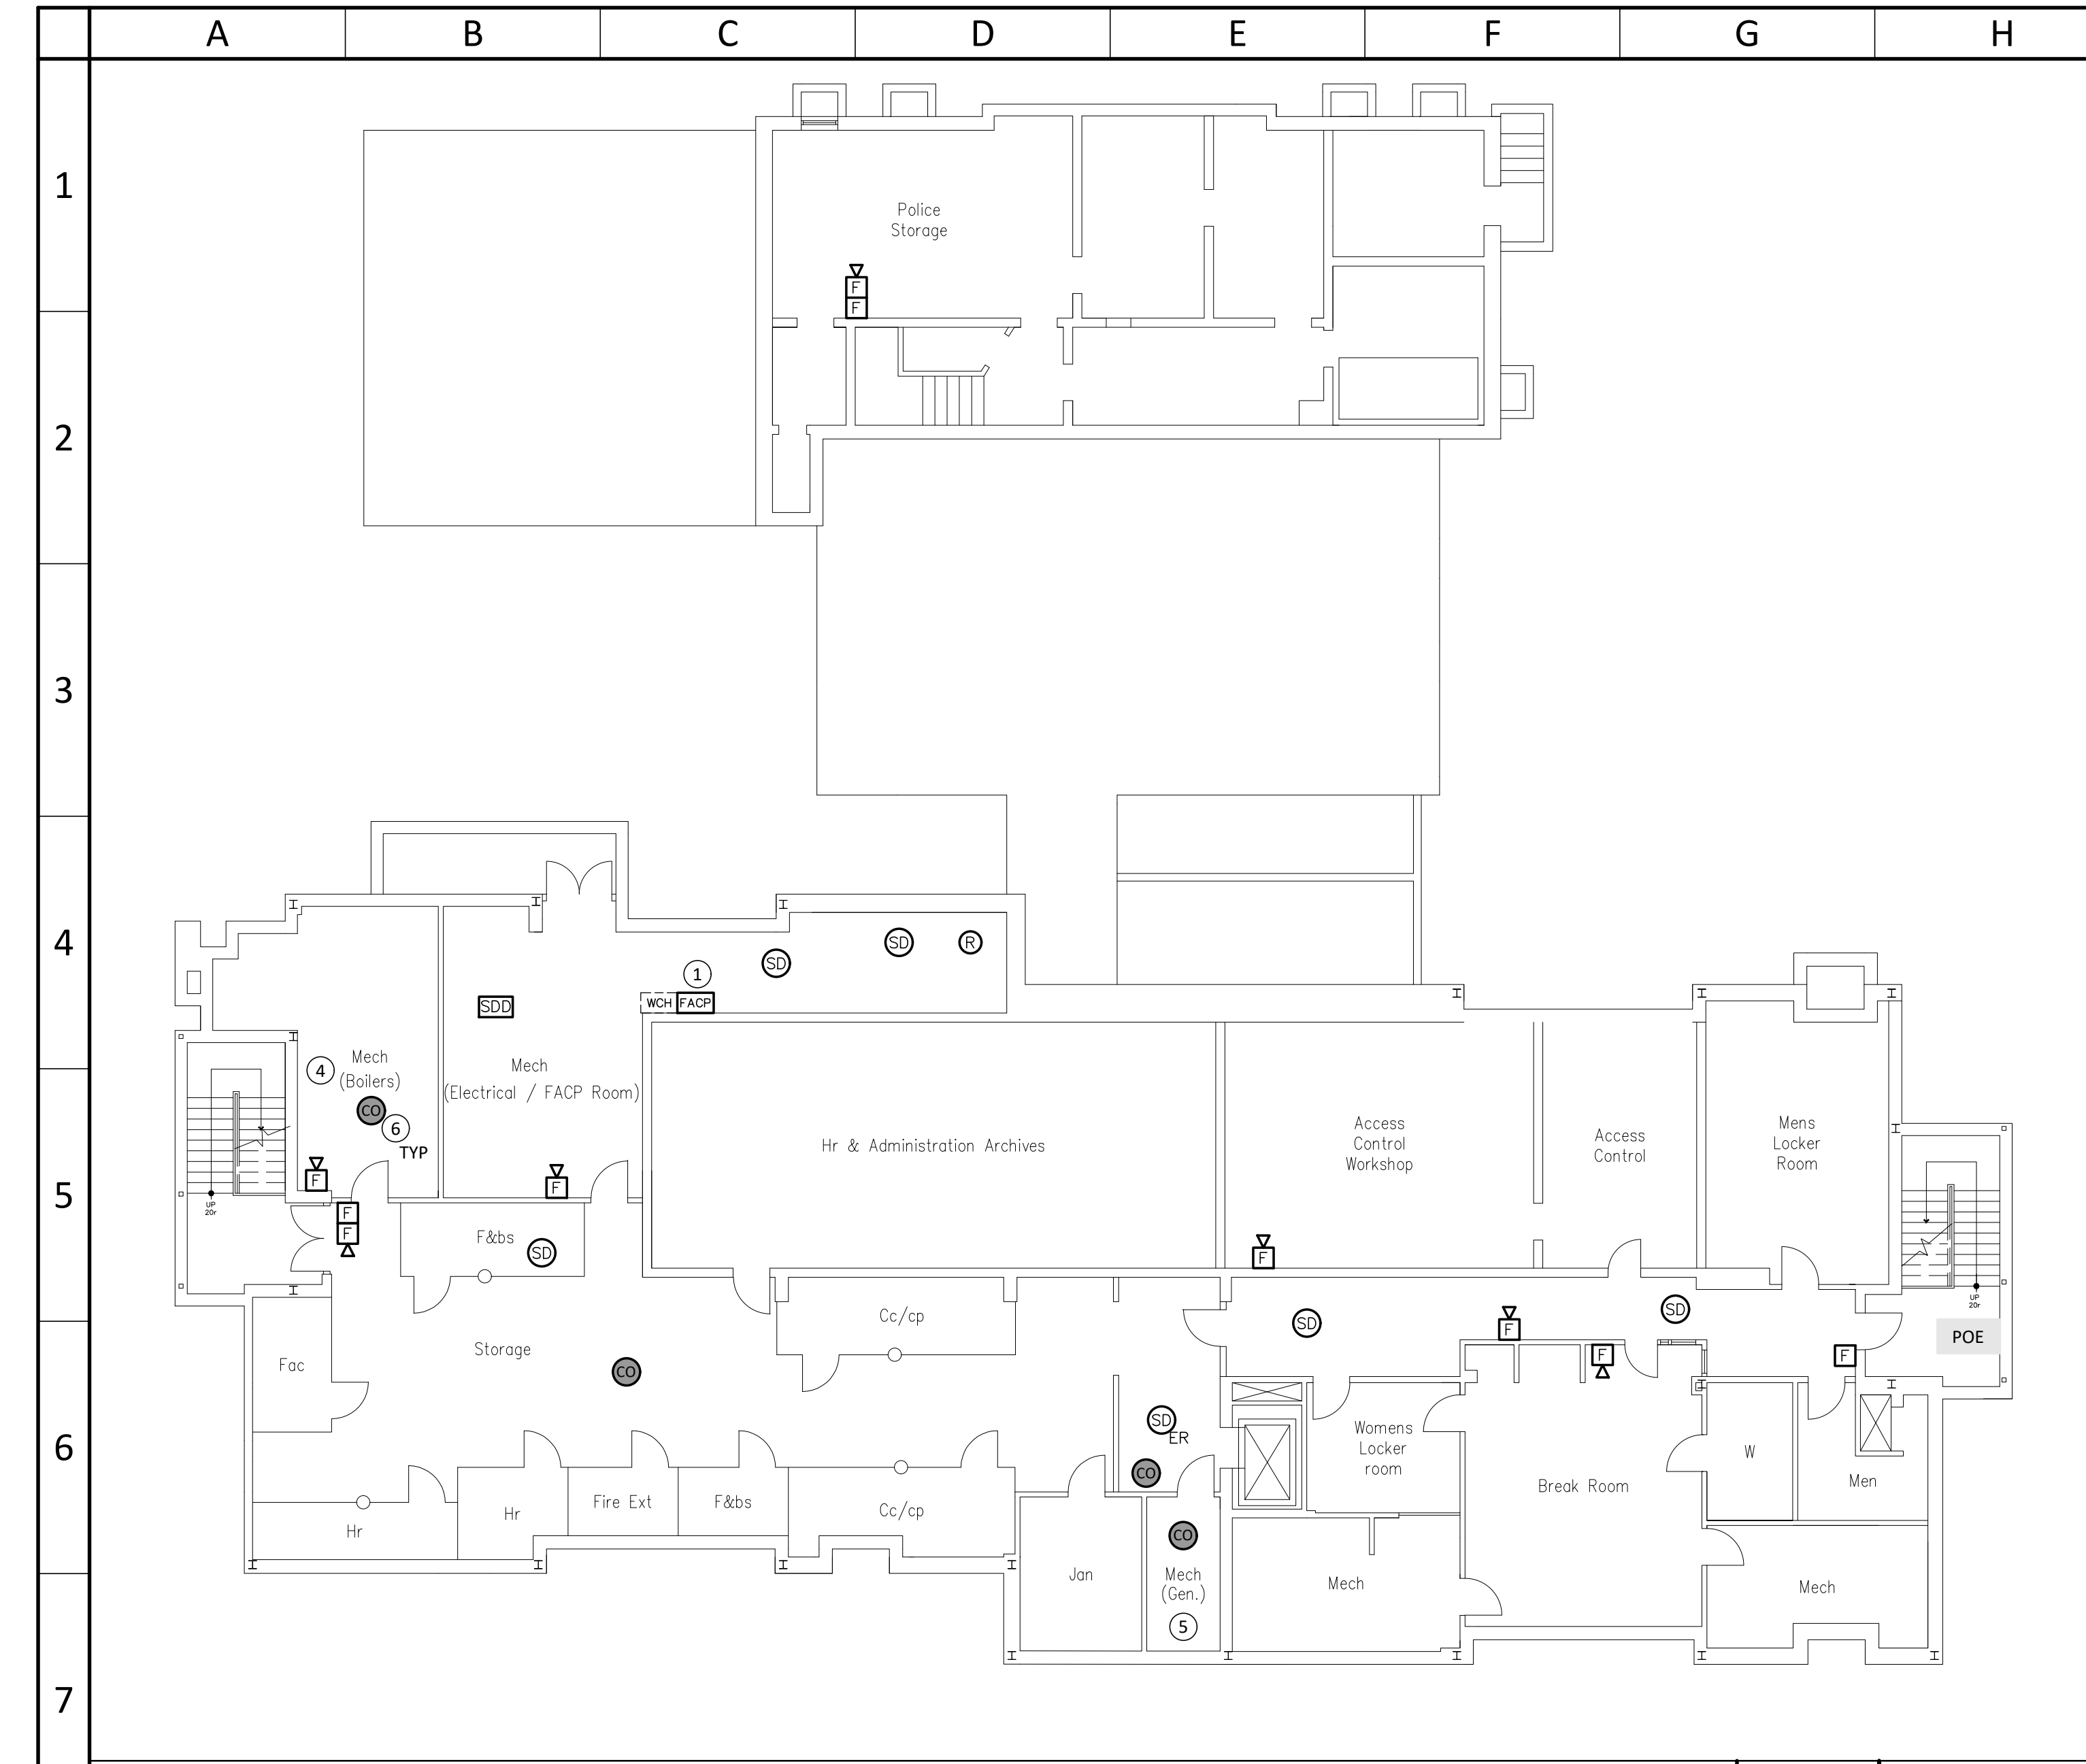 A B C D E F G H
1
Police
Storage
F
F
2
3
4
SD R
SD
1
WCH FACP
SDD
Mech
(Boilers)
4
Mech
(Electrical / FACP Room)
CO
6
TYP
Hr & Administration Archives
Access
Control
Workshop
Access
Control
Mens
Locker
Room
5
F
F
UP
20r
F
F
F&bs
SD
F
UP
20r
Cc/cp
SD
SD
F
F
F
POE
Storage
Fac
CO
6
SD
ER
CO
Womens
Locker
room
W
Men
Break Room
Hr
Hr
Fire Ext
F&bs
Cc/cp
CO
Jan
Mech
(Gen.)
5
Mech
Mech
7